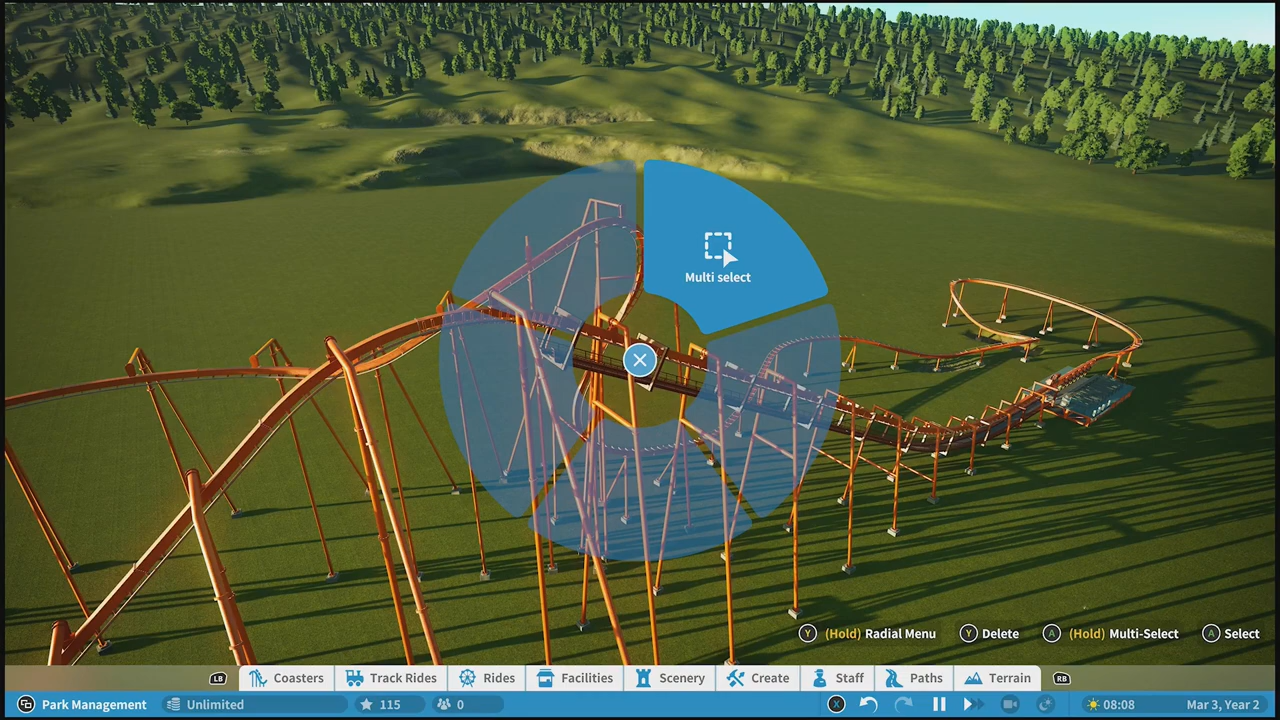 Multi select
Y (Hold) Radial Menu Y Delete A (Hold) Multi-Select A Select
LB Coasters Track Rides Rides Facilities Scenery Create Staff Paths Terrain RB
Park Management Unlimited 115 0 X 08:08 Mar 3, Year 2